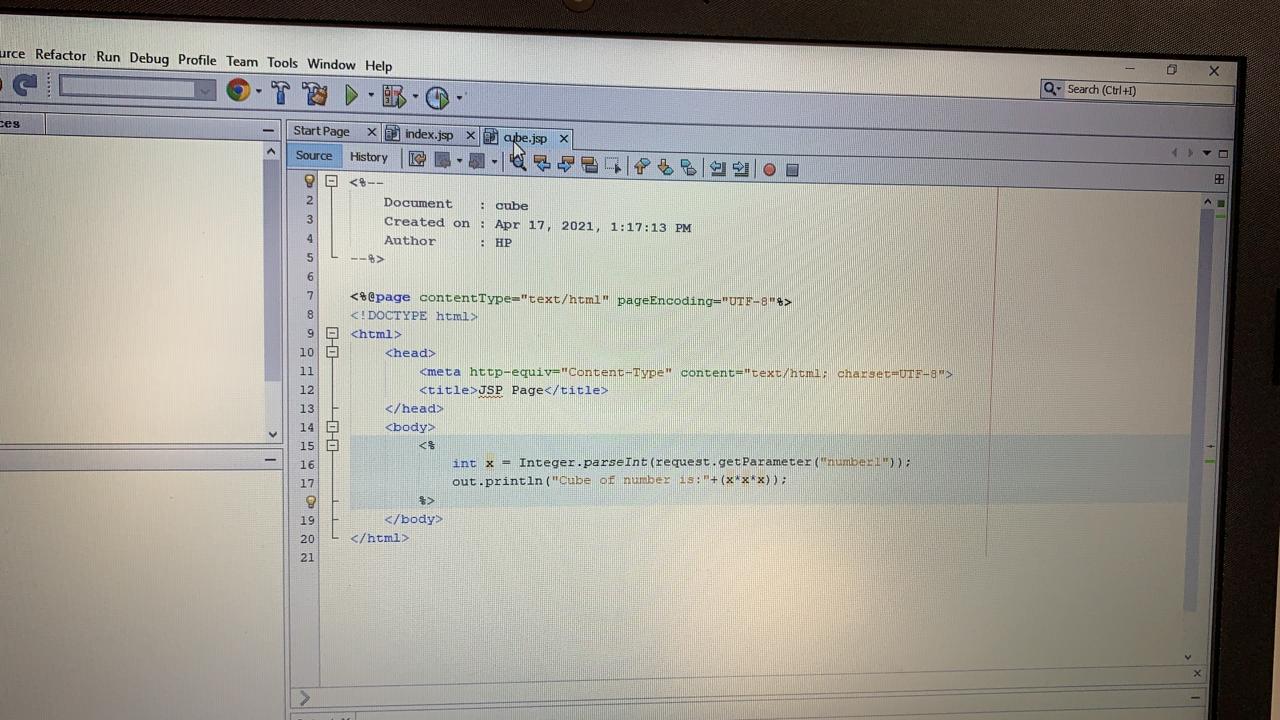 urce Refactor Run Debug Profile Team Tools Window Help
Search (Ctrl+I)
ces
Start Page index.jsp cube.jsp
Source History
<%--
2 Document : cube
3 Created on : Apr 17, 2021, 1:17:13 PM
4 Author : HP
5 --%>
6
7 <%@page contentType="text/html" pageEncoding="UTF-8"%>
8 <!DOCTYPE html>
9 <html>
10 <head>
11 <meta http-equiv="Content-Type" content="text/html; charset=UTF-8">
12 <title>JSP Page</title>
13 </head>
14 <body>
15 <%
16 int x = Integer.parseInt(request.getParameter("number1"));
17 out.println("Cube of number is:"+(x*x*x));
%>
19 </body>
20 </html>
21